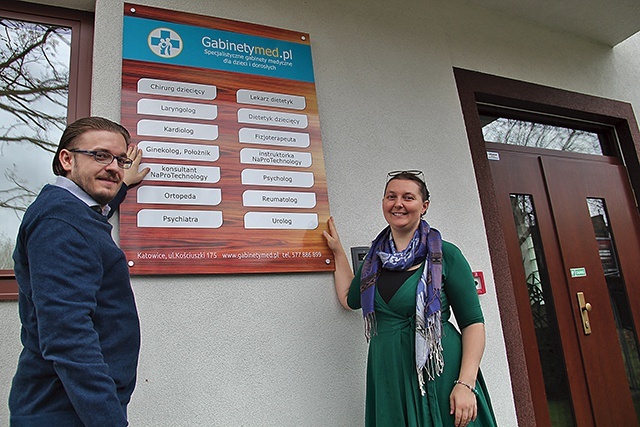 Gabinetymed.pl
Specjalistyczne gabinety medyczne
dla dzieci i dorosłych
Chirurg dziecięcy
Laryngolog
Kardiolog
Ginekolog, Położnik
konsultant
NaProTechnology
Ortopeda
Psychiatra
Lekarz dietetyk
Dietetyk dziecięcy
Fizjoterapeuta
instruktorka
NaProTechnology
Psycholog
Reumatolog
Urolog
Katowice, ul.Kościuszki 175 www.gabinetymed.pl tel. 577 886 899